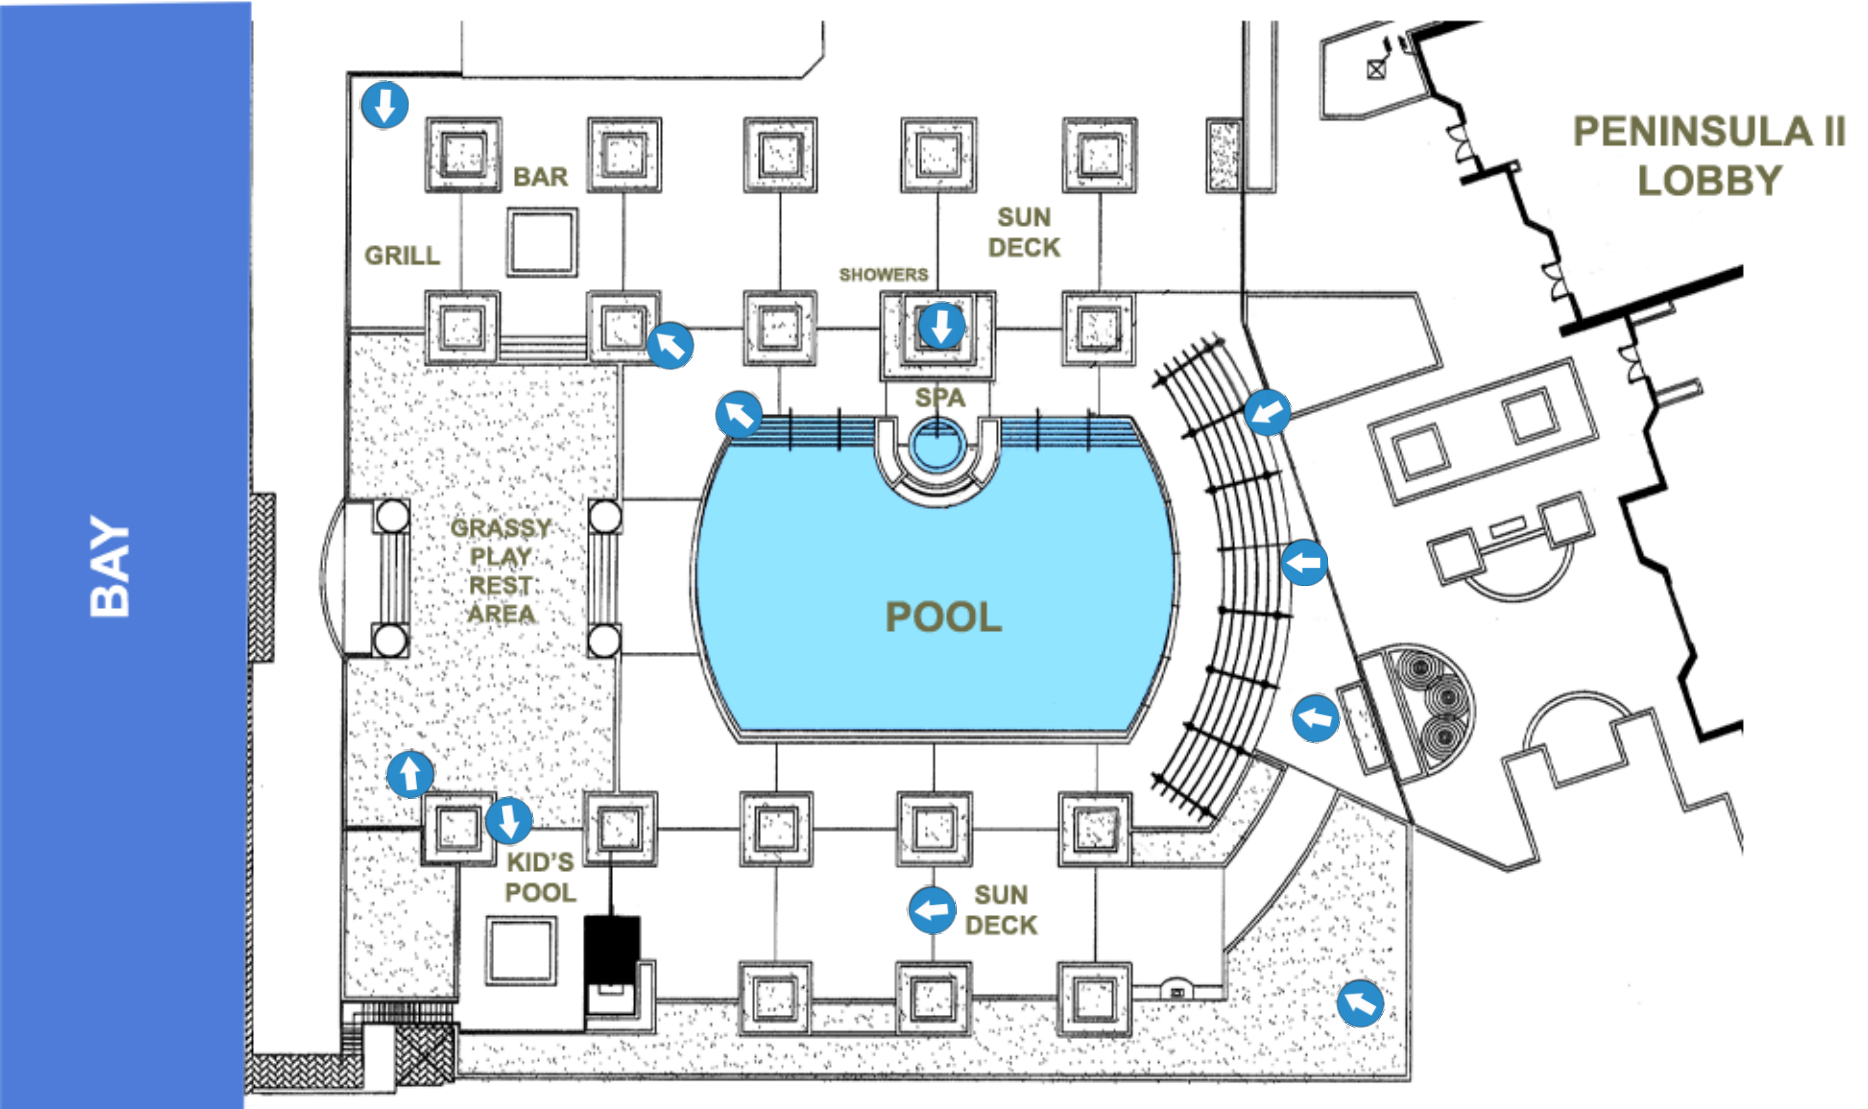 PENINSULA II
LOBBY
BAR
SUN
DECK
GRILL
SHOWERS
SPA
GRASSY
PLAY
REST
AREA
BAY
POOL
KID'S
POOL
SUN
DECK